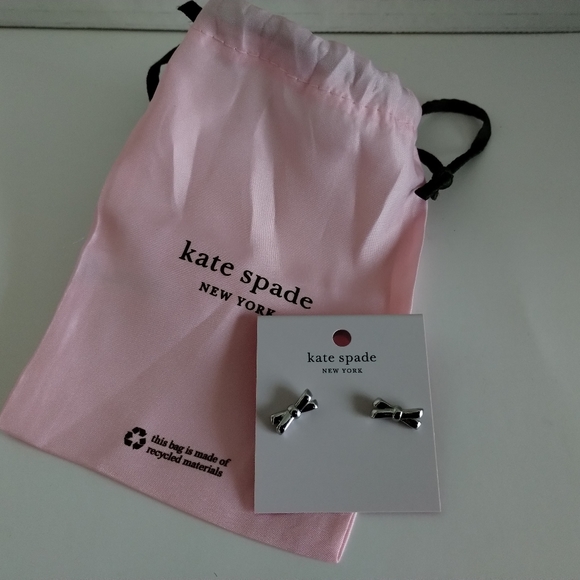 kate spade
NEW YORK
kate spade
NEW YORK
this bag is made of
recycled materials